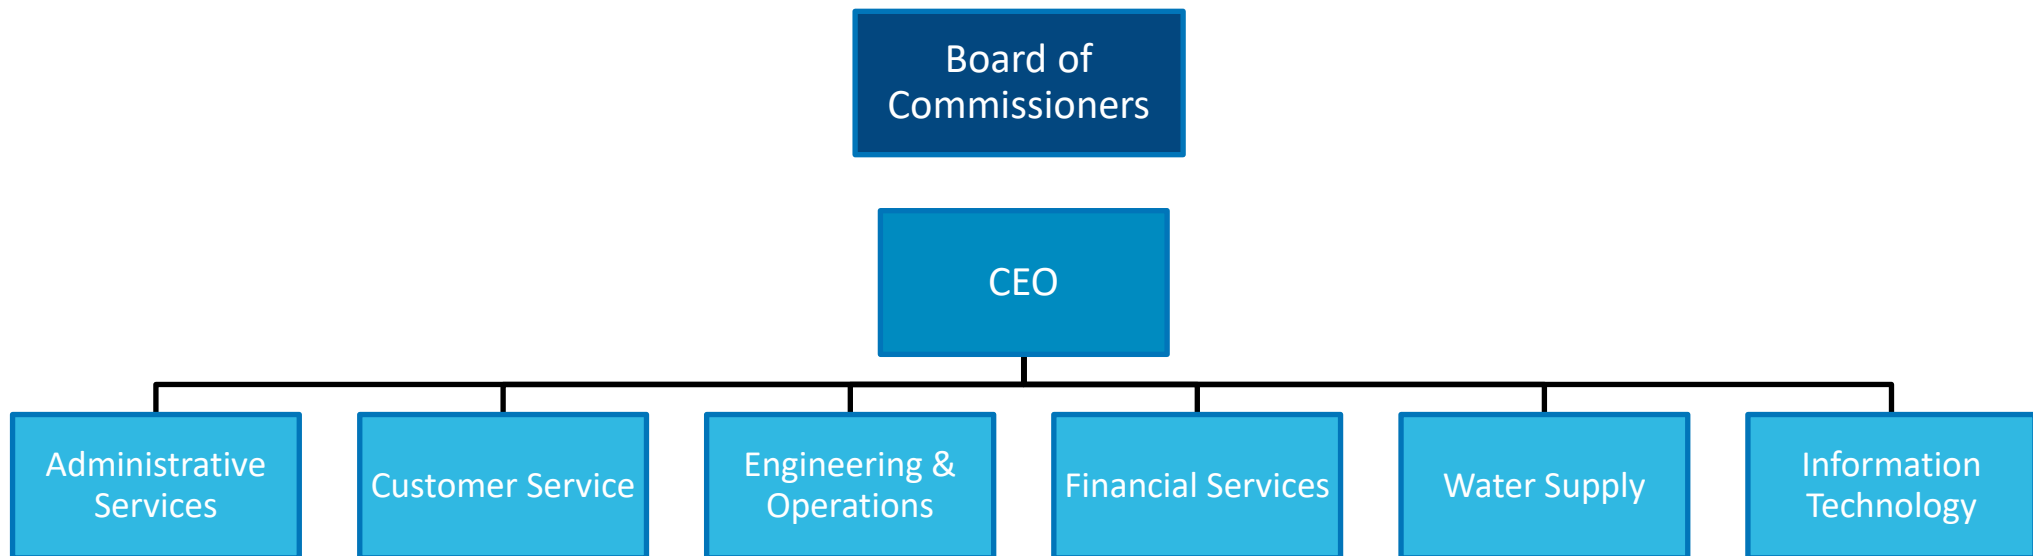 Board of
Commissioners
CEO
Administrative
Services
Customer Service
Engineering &
Operations
Financial Services
Water Supply
Information
Technology